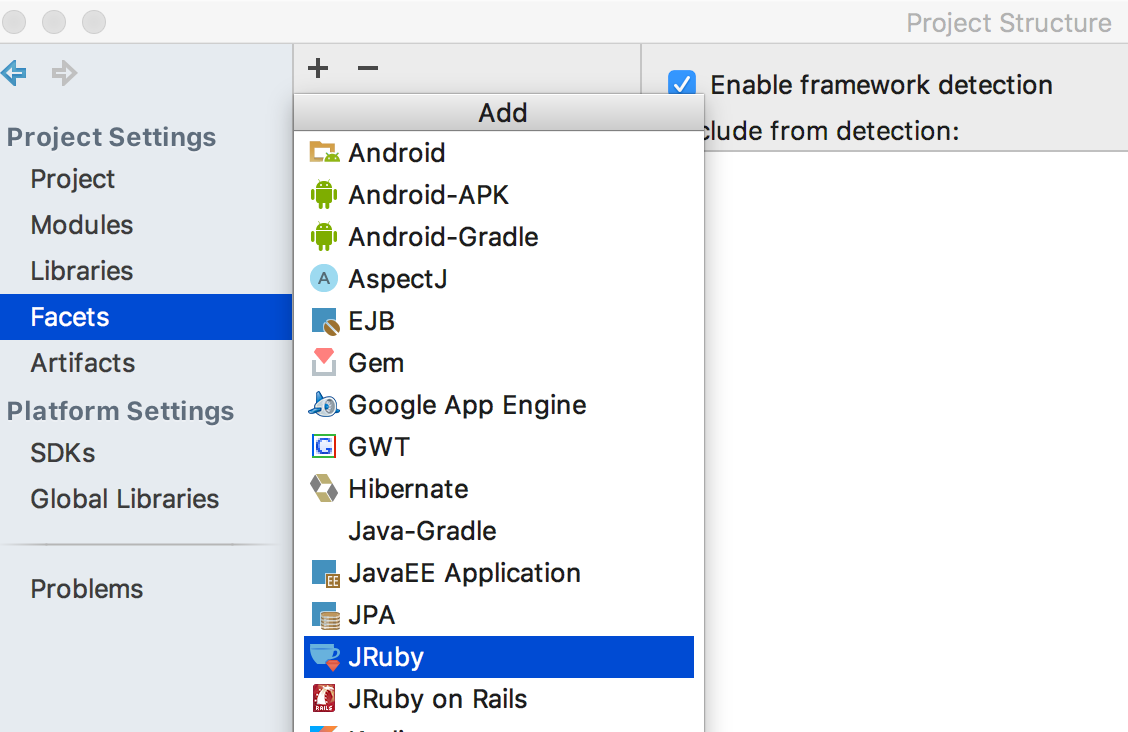 Project Structure
Enable framework detection
clude from detection:
Project Settings
Project
Modules
Libraries
Facets
Artifacts
Platform Settings
SDKs
Global Libraries
Problems
Add
Android
Android-APK
Android-Gradle
A
AspectJ
EJB
Gem
Google App Engine
G
GWT
Hibernate
Java-Gradle
EE
JavaEE Application
JPA
JRuby
RAILS
JRuby on Rails